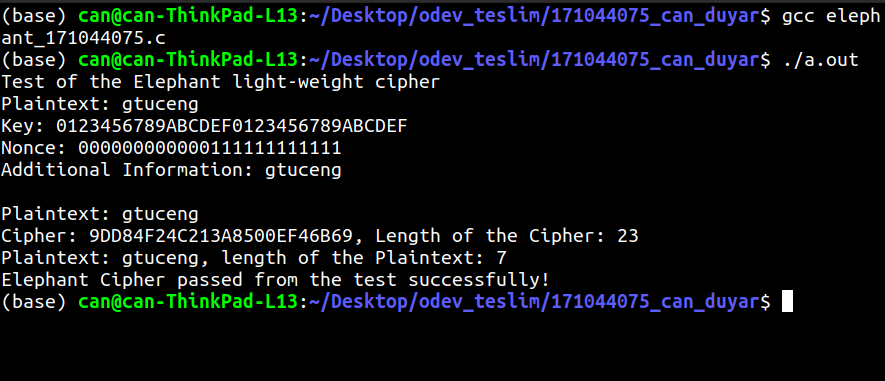 (base) can@can-ThinkPad-L13:~/Desktop/odev_teslim/171044075_can_duyar$ gcc eleph
ant_171044075.c
(base) can@can-ThinkPad-L13:~/Desktop/odev_teslim/171044075_can_duyar$ ./a.out
Test of the Elephant light-weight cipher
Plaintext: gtuceng
Key: 0123456789ABCDEF0123456789ABCDEF
Nonce: 000000000000111111111111
Additional Information: gtuceng

Plaintext: gtuceng
Cipher: 9DD84F24C213A8500EF46B69, Length of the Cipher: 23
Plaintext: gtuceng, length of the Plaintext: 7
Elephant Cipher passed from the test successfully!
(base) can@can-ThinkPad-L13:~/Desktop/odev_teslim/171044075_can_duyar$